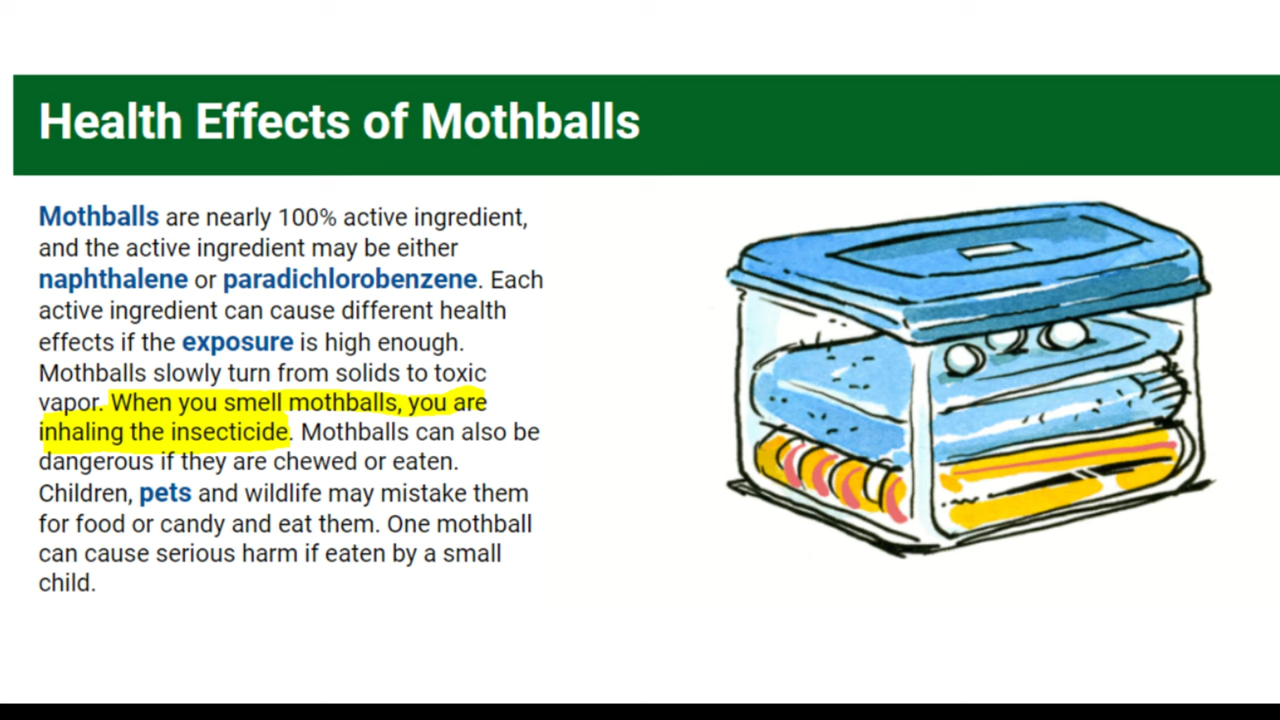 Health Effects of Mothballs
Mothballs are nearly 100% active ingredient,
and the active ingredient may be either
naphthalene or paradichlorobenzene. Each
active ingredient can cause different health
effects if the exposure is high enough.
Mothballs slowly turn from solids to toxic
vapor. When you smell mothballs, you are
inhaling the insecticide. Mothballs can also be
dangerous if they are chewed or eaten.
Children, pets and wildlife may mistake them
for food or candy and eat them. One mothball
can cause serious harm if eaten by a small
child.